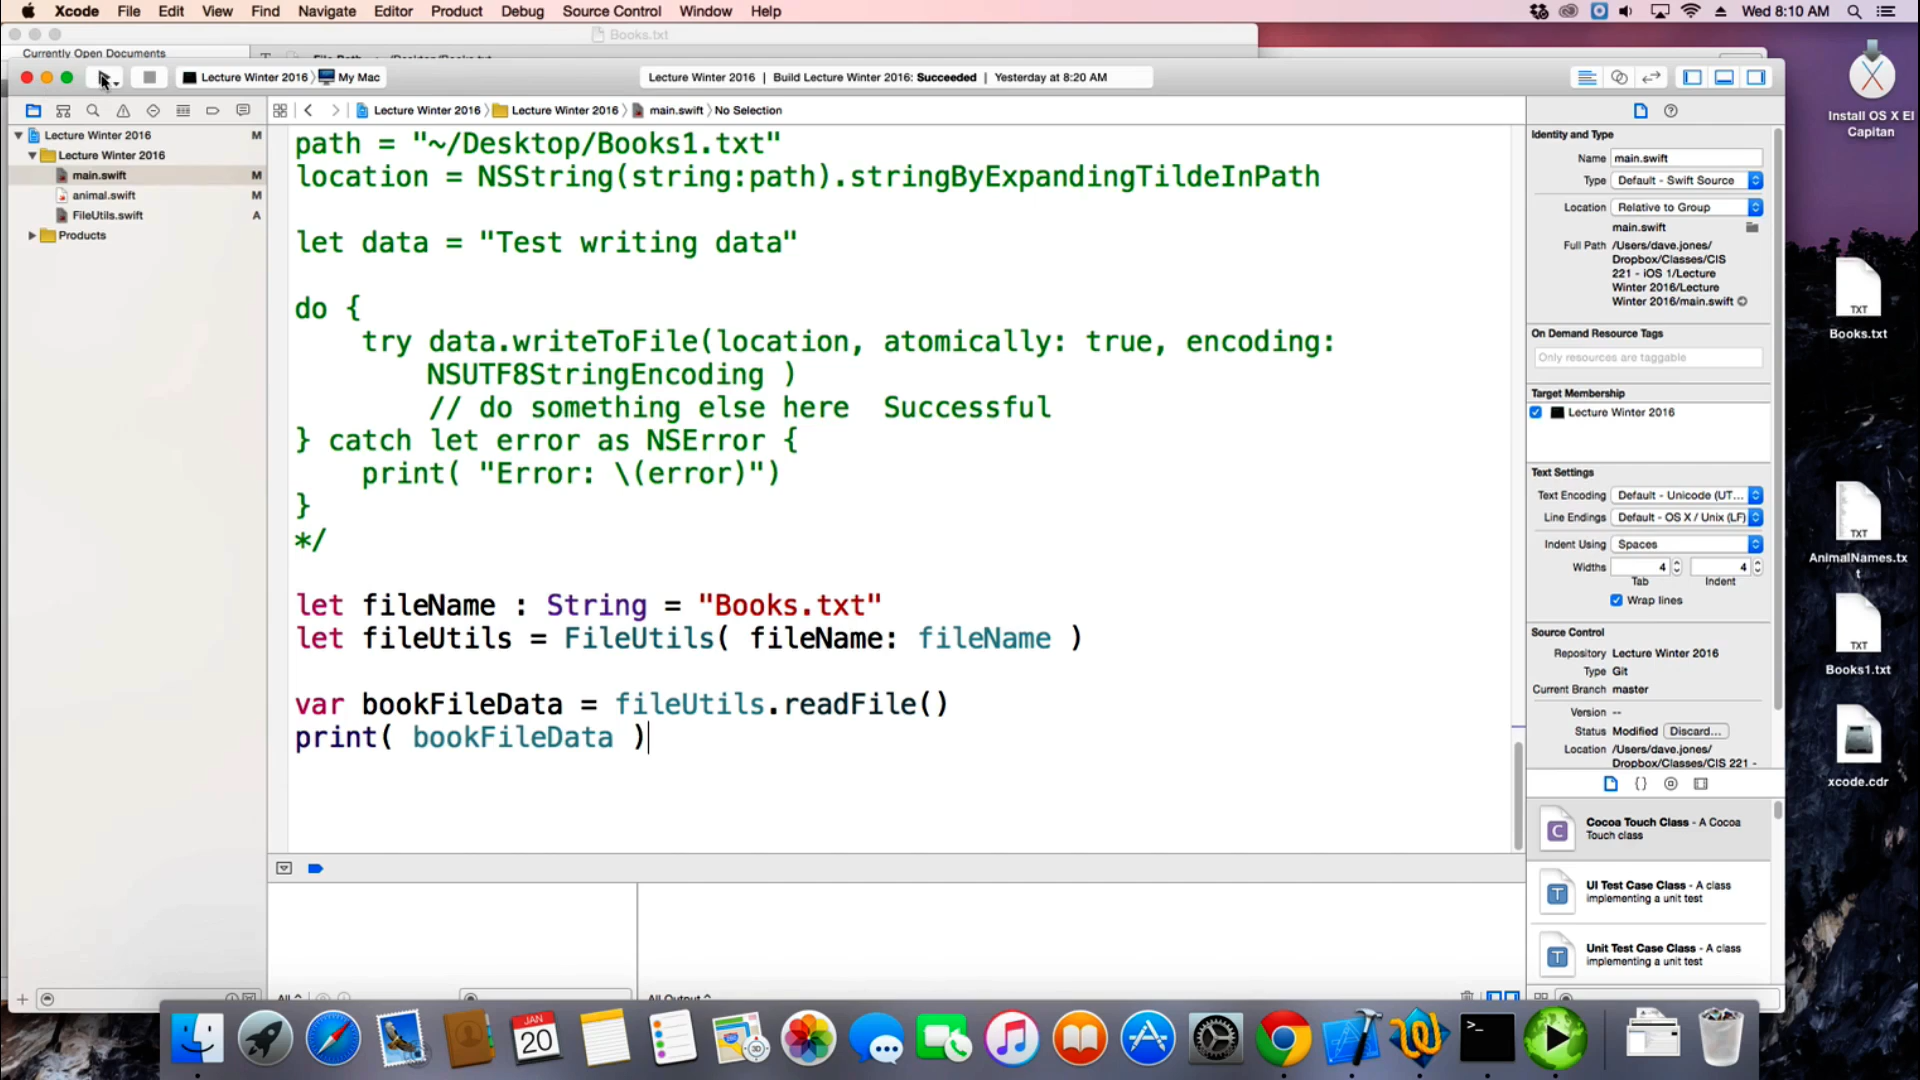 Xcode File Edit View Find Navigate Editor Product Debug Source Control Window Help
Wed 8:10 AM
Books.txt
Currently Open Documents
Lecture Winter 2016 My Mac
Lecture Winter 2016 | Build Lecture Winter 2016: Succeeded | Yesterday at 8:20 AM
Lecture Winter 2016 Lecture Winter 2016 main.swift No Selection
Lecture Winter 2016 M
Lecture Winter 2016
main.swift M
animal.swift M
FileUtils.swift A
Products
path = "~/Desktop/Books1.txt"
location = NSString(string:path).stringByExpandingTildeInPath
let data = "Test writing data"
do {
try data.writeToFile(location, atomically: true, encoding:
NSUTF8StringEncoding )
// do something else here  Successful
} catch let error as NSError {
print( "Error: \(error)")
}
*/
let fileName : String = "Books.txt"
let fileUtils = FileUtils( fileName: fileName )
var bookFileData = fileUtils.readFile()
print( bookFileData )
Identity and Type
Name main.swift
Type Default - Swift Source
Location Relative to Group
main.swift
Full Path /Users/dave.jones/
Dropbox/Classes/CIS
221 - iOS 1/Lecture
Winter 2016/Lecture
Winter 2016/main.swift
On Demand Resource Tags
Only resources are taggable
Target Membership
Lecture Winter 2016
Text Settings
Text Encoding Default - Unicode (UT...
Line Endings Default - OS X / Unix (LF)
Indent Using Spaces
Widths 4 4
Tab Indent
Wrap lines
Source Control
Repository Lecture Winter 2016
Type Git
Current Branch master
Version --
Status Modified Discard...
Location /Users/dave.jones/
Dropbox/Classes/CIS 221 -
C Cocoa Touch Class - A Cocoa
Touch class
T UI Test Case Class - A class
implementing a unit test
T Unit Test Case Class - A class
implementing a unit test
Install OS X El
Capitan
TXT
Books.txt
TXT
AnimalNames.tx
t
TXT
Books1.txt
xcode.cdr
All Output
JAN
20
3D
>_